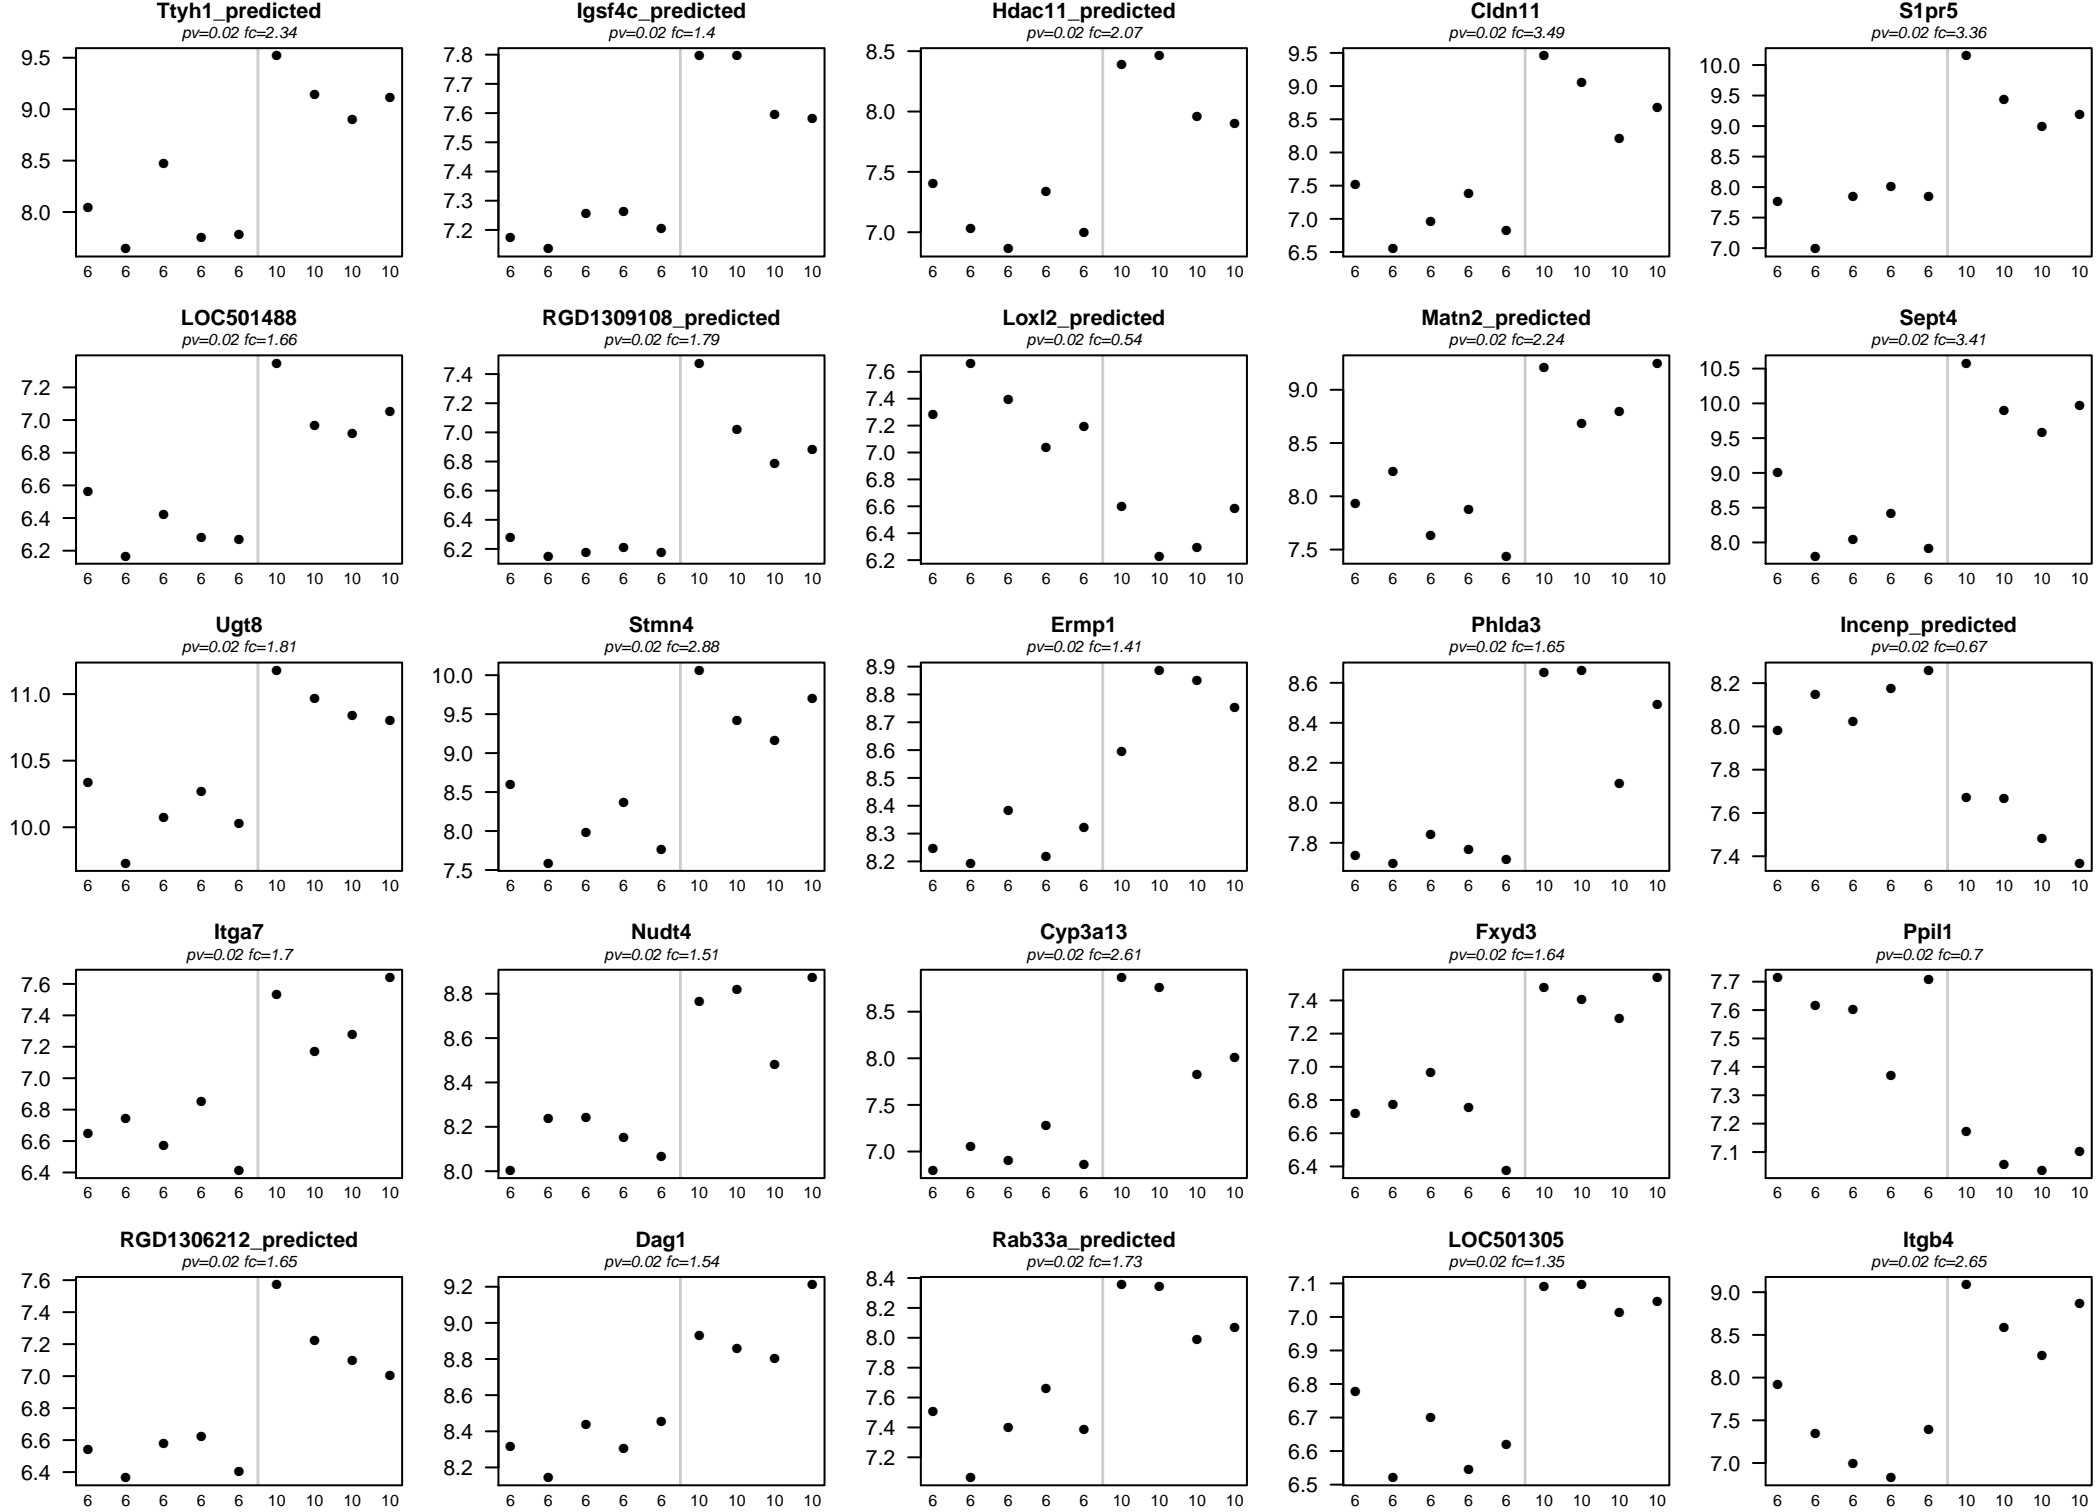 Ttyh1_predicted Igsf4c_predicted Hdac11_predicted Cldn11 S1pr5
pv=0.02 fc=2.34 pv=0.02 fc=1.4 pv=0.02 fc=2.07 pv=0.02 fc=3.49 pv=0.02 fc=3.36
9.5 9.0 8.5 8.0
7.8 7.7 7.6 7.5 7.4 7.3 7.2
8.5 8.0 7.5 7.0
9.5 9.0 8.5 8.0 7.5 7.0 6.5
10.0 9.5 9.0 8.5 8.0 7.5 7.0
6 6 6 6 6 10 10 10 10 6 6 6 6 6 10 10 10 10 6 6 6 6 6 10 10 10 10 6 6 6 6 6 10 10 10 10 6 6 6 6 6 10 10 10 10
LOC501488 RGD1309108_predicted Loxl2_predicted Matn2_predicted Sept4
pv=0.02 fc=1.66 pv=0.02 fc=1.79 pv=0.02 fc=0.54 pv=0.02 fc=2.24 pv=0.02 fc=3.41
7.2 7.0 6.8 6.6 6.4 6.2
7.4 7.2 7.0 6.8 6.6 6.4 6.2
7.6 7.4 7.2 7.0 6.8 6.6 6.4 6.2
9.0 8.5 8.0 7.5
10.5 10.0 9.5 9.0 8.5 8.0
6 6 6 6 6 10 10 10 10 6 6 6 6 6 10 10 10 10 6 6 6 6 6 10 10 10 10 6 6 6 6 6 10 10 10 10 6 6 6 6 6 10 10 10 10
Ugt8 Stmn4 Ermp1 Phlda3 Incenp_predicted
pv=0.02 fc=1.81 pv=0.02 fc=2.88 pv=0.02 fc=1.41 pv=0.02 fc=1.65 pv=0.02 fc=0.67
11.0 10.5 10.0
10.0 9.5 9.0 8.5 8.0 7.5
8.9 8.8 8.7 8.6 8.5 8.4 8.3 8.2
8.6 8.4 8.2 8.0 7.8
8.2 8.0 7.8 7.6 7.4
6 6 6 6 6 10 10 10 10 6 6 6 6 6 10 10 10 10 6 6 6 6 6 10 10 10 10 6 6 6 6 6 10 10 10 10 6 6 6 6 6 10 10 10 10
Itga7 Nudt4 Cyp3a13 Fxyd3 Ppil1
pv=0.02 fc=1.7 pv=0.02 fc=1.51 pv=0.02 fc=2.61 pv=0.02 fc=1.64 pv=0.02 fc=0.7
7.6 7.4 7.2 7.0 6.8 6.6 6.4
8.8 8.6 8.4 8.2 8.0
8.5 8.0 7.5 7.0
7.4 7.2 7.0 6.8 6.6 6.4
7.7 7.6 7.5 7.4 7.3 7.2 7.1
6 6 6 6 6 10 10 10 10 6 6 6 6 6 10 10 10 10 6 6 6 6 6 10 10 10 10 6 6 6 6 6 10 10 10 10 6 6 6 6 6 10 10 10 10
RGD1306212_predicted Dag1 Rab33a_predicted LOC501305 Itgb4
pv=0.02 fc=1.65 pv=0.02 fc=1.54 pv=0.02 fc=1.73 pv=0.02 fc=1.35 pv=0.02 fc=2.65
7.6 7.4 7.2 7.0 6.8 6.6 6.4
9.2 9.0 8.8 8.6 8.4 8.2
8.4 8.2 8.0 7.8 7.6 7.4 7.2
7.1 7.0 6.9 6.8 6.7 6.6 6.5
9.0 8.5 8.0 7.5 7.0
6 6 6 6 6 10 10 10 10 6 6 6 6 6 10 10 10 10 6 6 6 6 6 10 10 10 10 6 6 6 6 6 10 10 10 10 6 6 6 6 6 10 10 10 10